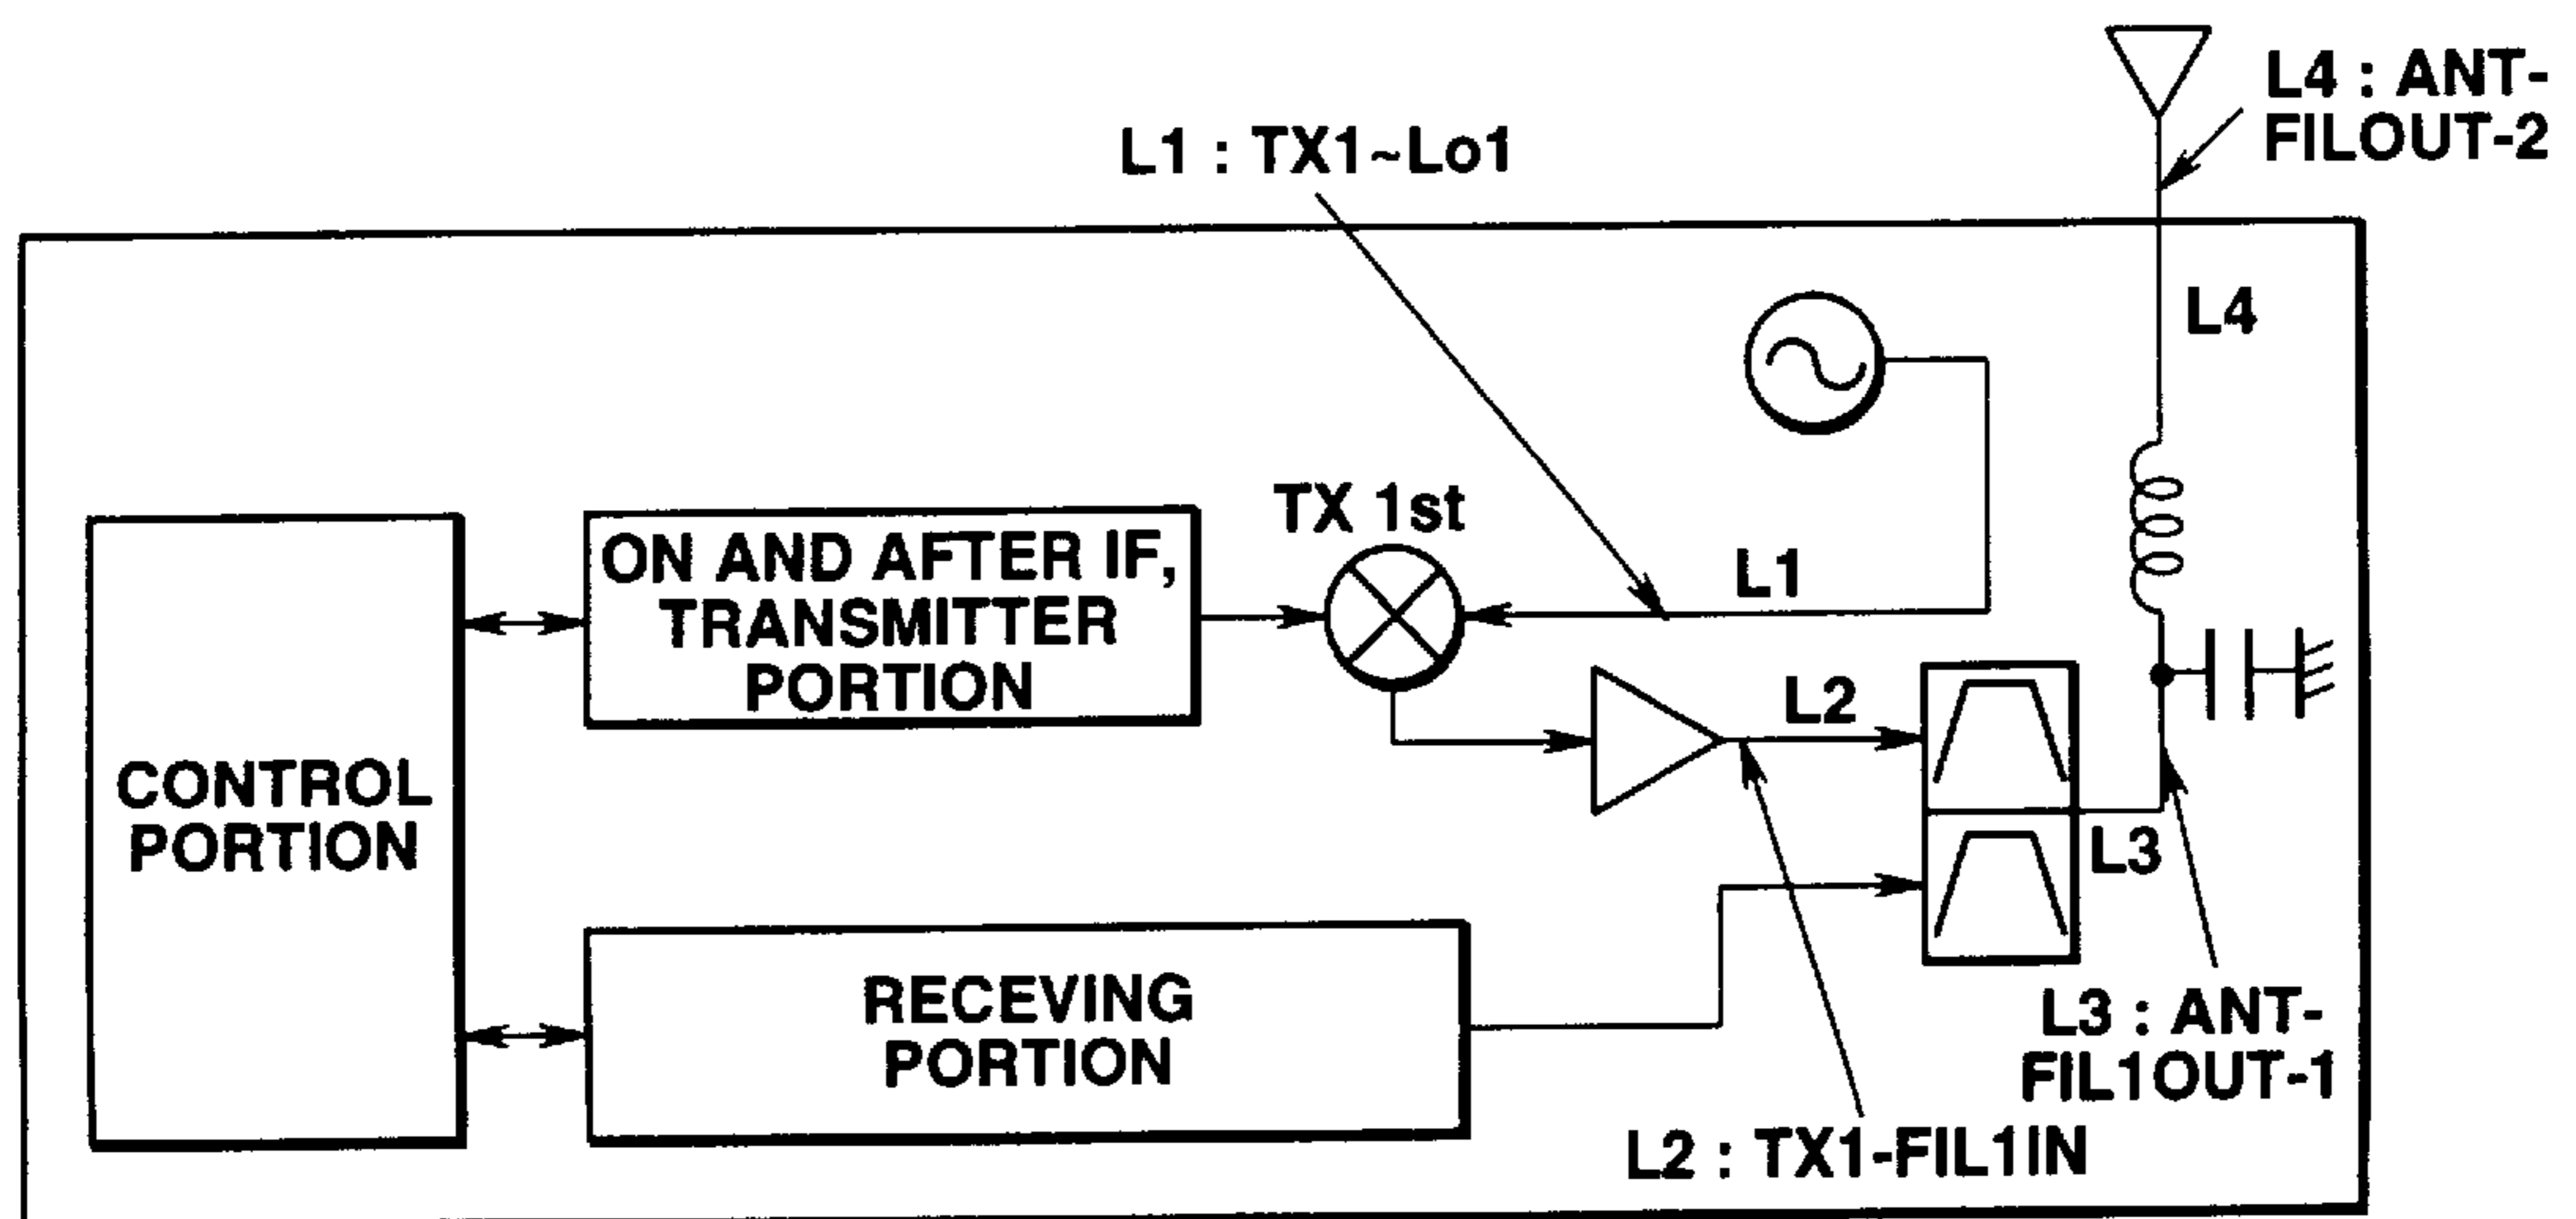 L4 : ANT-
FILOUT-2
L1 : TX1~Lo1
L4
TX 1st
ON AND AFTER IF,
TRANSMITTER
PORTION
L1
L2
CONTROL
PORTION
L3
RECEVING
PORTION
L3 : ANT-
FIL1OUT-1
L2 : TX1-FIL1IN